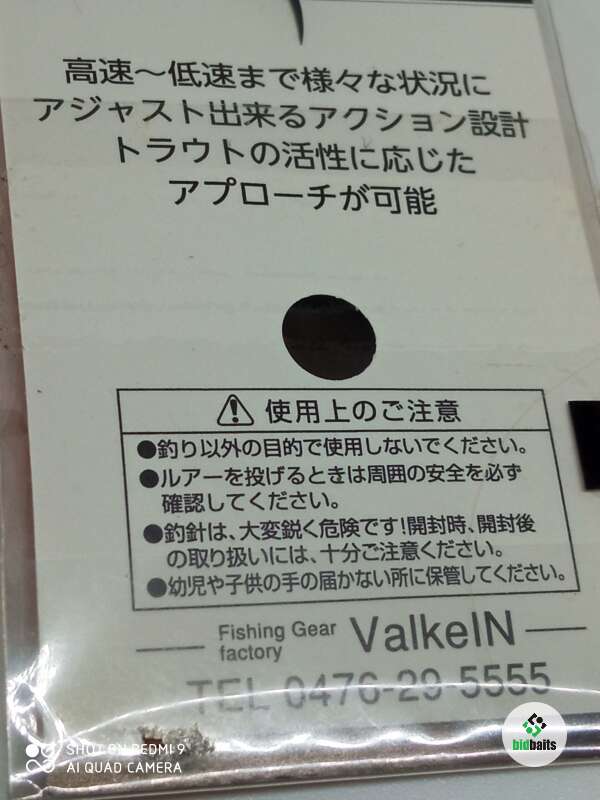 高速～低速まで様々な状況に
アジャスト出来るアクション設計
トラウトの活性に応じた
アプローチが可能
⚠使用上のご注意
●釣り以外の目的で使用しないでください。
●ルアーを投げるときは周囲の安全を必ず
確認してください。
●釣針は、大変鋭く危険です!開封時、開封後
の取り扱いには、十分ご注意ください。
●幼児や子供の手の届かない所に保管してください。
Fishing Gear
factory ValkeIN
TEL 0476-29-5555
SHOT ON REDMI 9
AI QUAD CAMERA
bidbaits